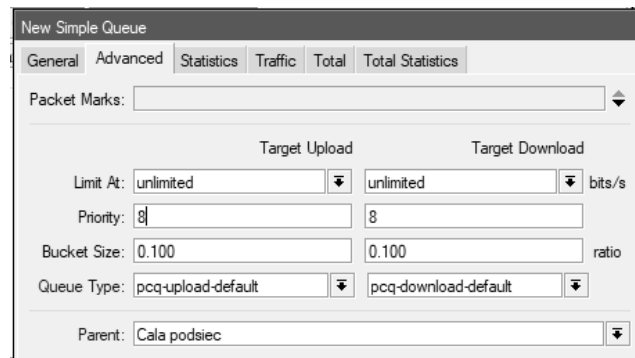 New Simple Queue
General Advanced Statistics Traffic Total Total Statistics
Packet Marks:
Target Upload Target Download
Limit At: unlimited unlimited bits/s
Priority: 8 8
Bucket Size: 0.100 0.100 ratio
Queue Type: pcq-upload-default pcq-download-default
Parent: Cala podsiec